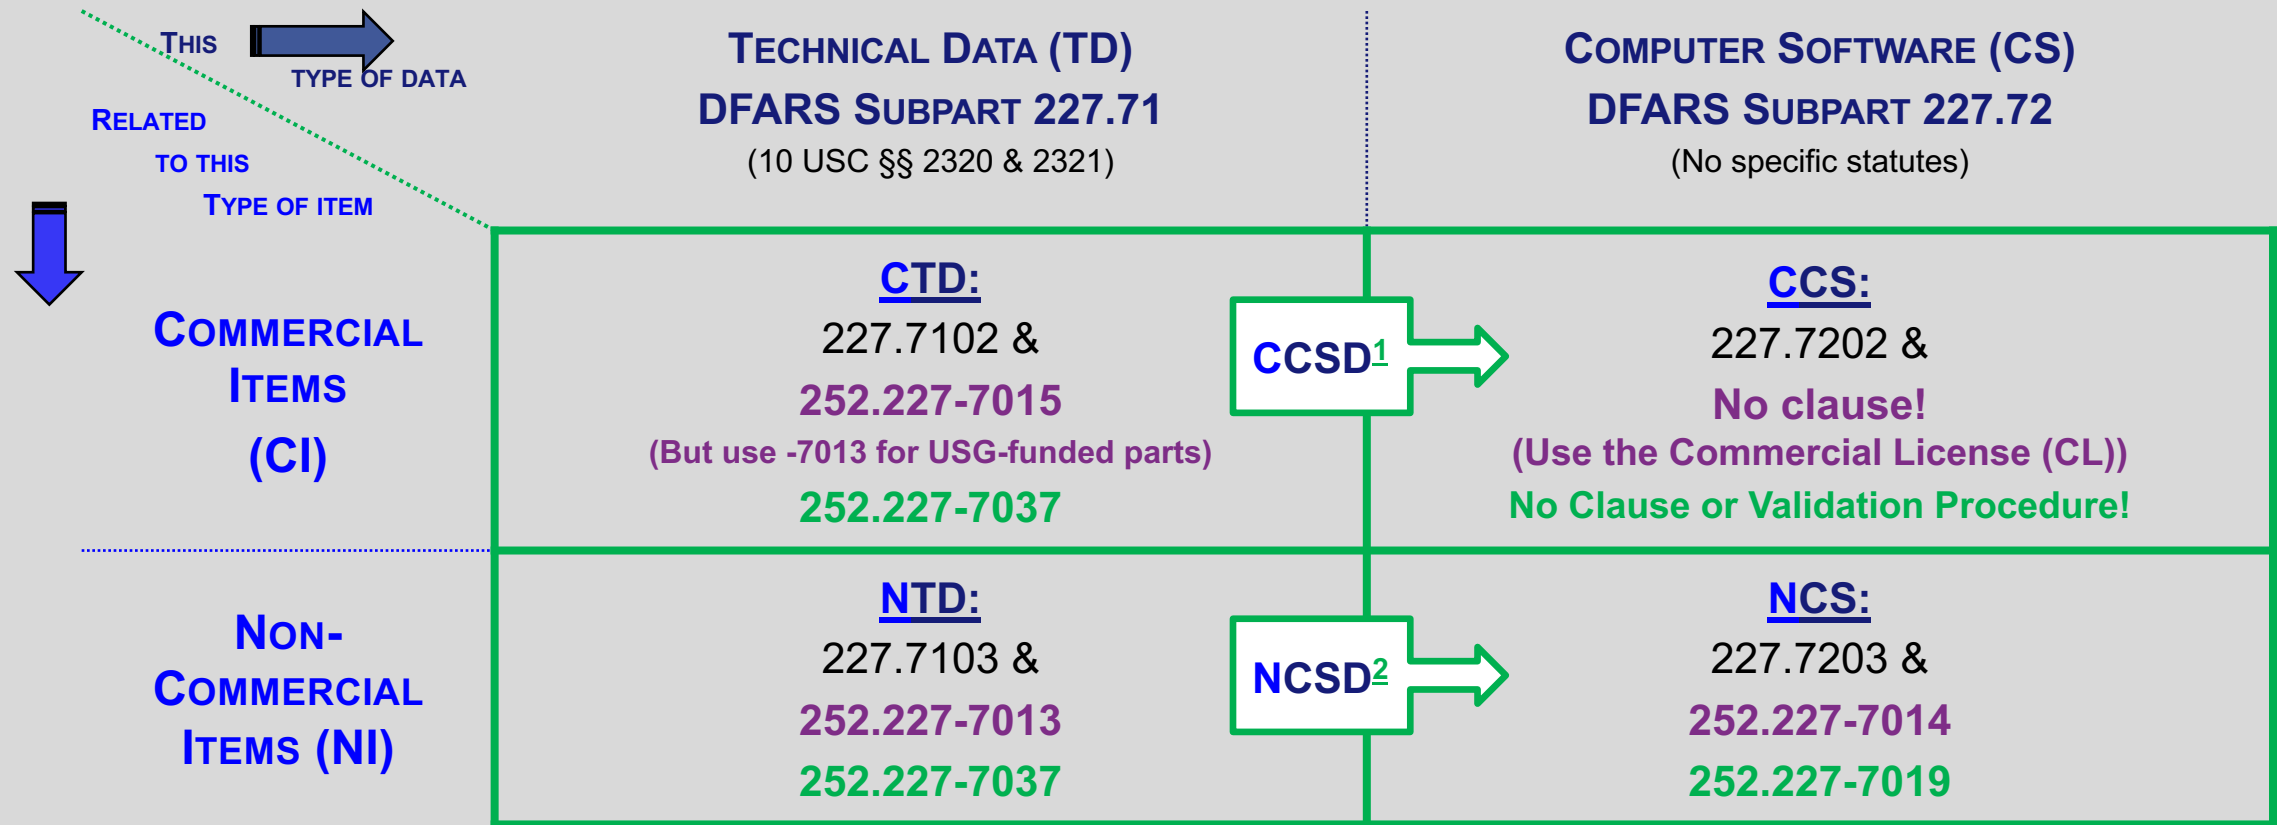 This
type of data
Related
to this
Type of item
Technical Data (TD)
DFARS Subpart 227.71
(10 USC §§ 2320 & 2321)
Computer Software (CS)
DFARS Subpart 227.72
(No specific statutes)
Commercial
Items
(CI)
CTD:
227.7102 &
252.227-7015
(But use -7013 for USG-funded parts)
252.227-7037
CCSD1
CCS:
227.7202 &
No clause!
(Use the Commercial License (CL))
No Clause or Validation Procedure!
Non-
Commercial
Items (NI)
NTD:
227.7103 &
252.227-7013
252.227-7037
NCSD2
NCS:
227.7203 &
252.227-7014
252.227-7019